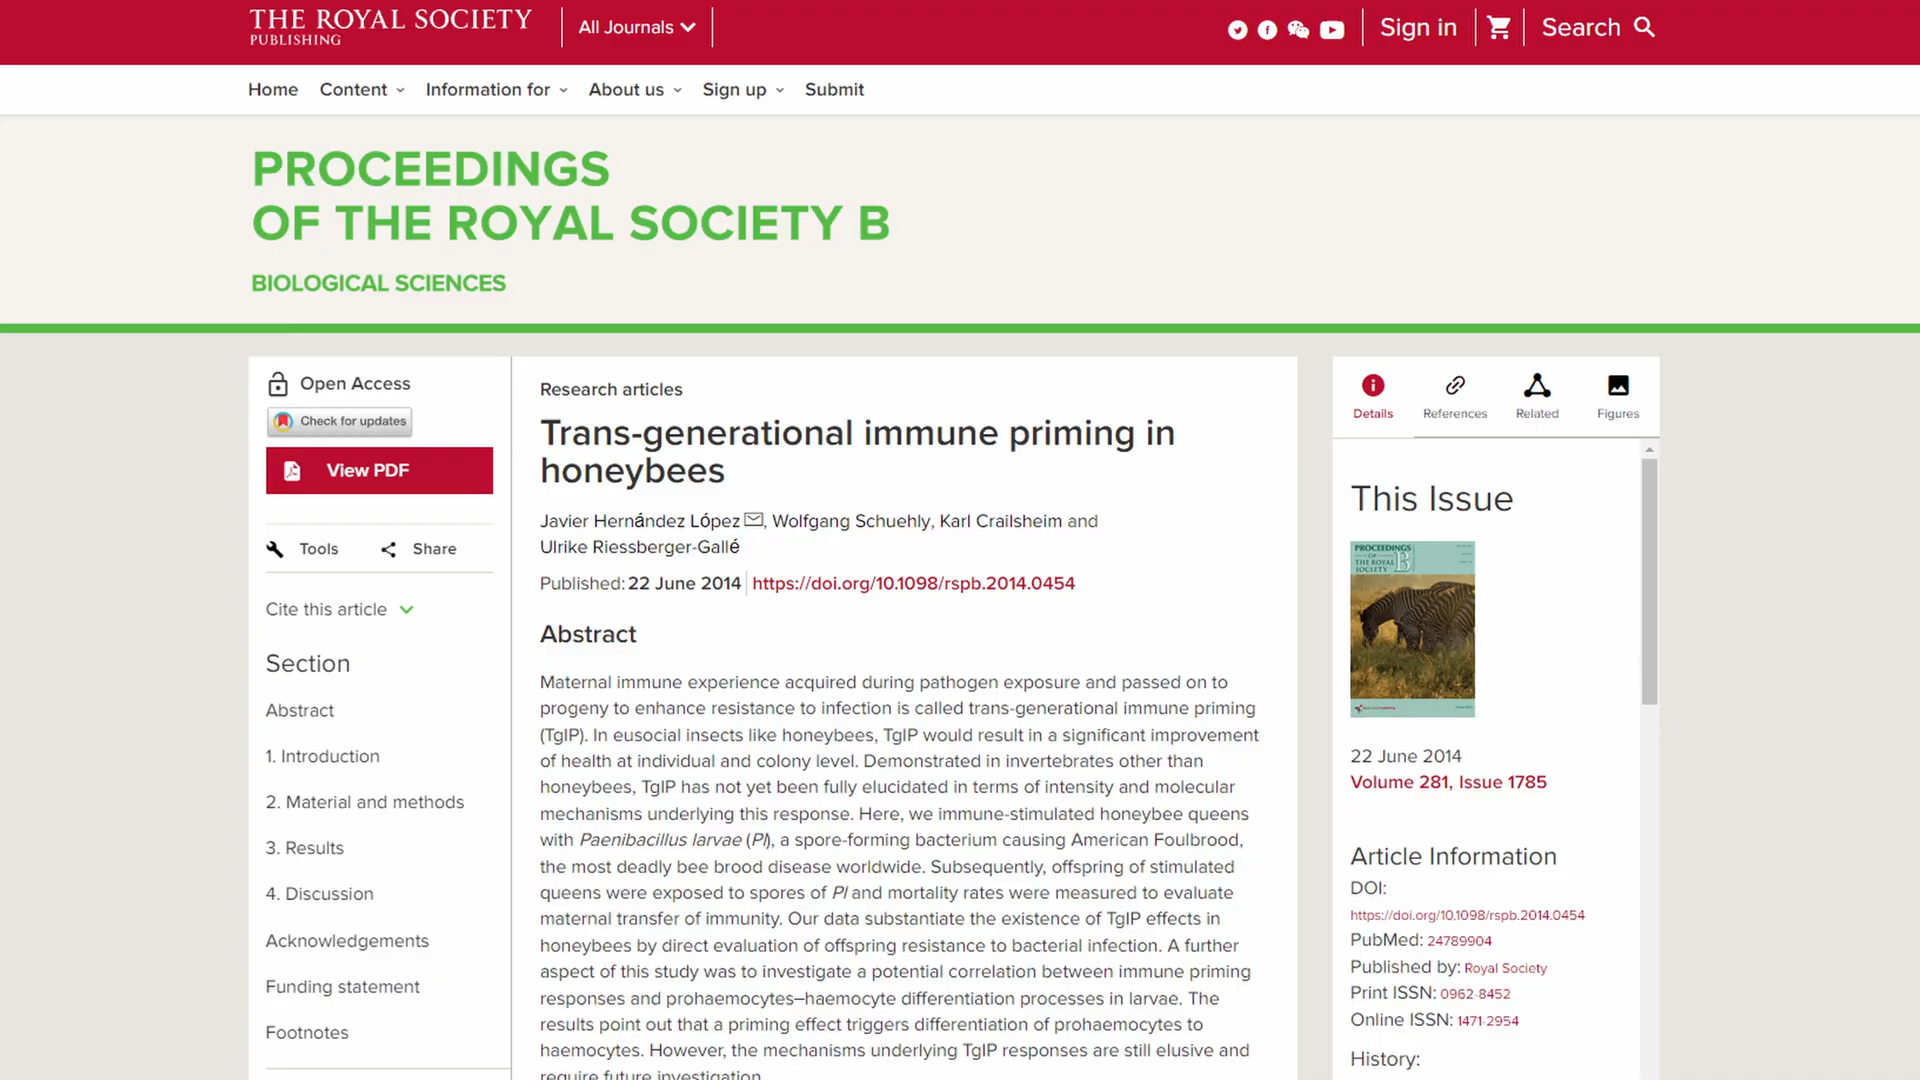 THE ROYAL SOCIETY
PUBLISHING
All Journals
Sign in
Search
Home
Content
Information for
About us
Sign up
Submit
PROCEEDINGS
OF THE ROYAL SOCIETY B
BIOLOGICAL SCIENCES
Open Access
Check for updates
View PDF
Tools
Share
Cite this article
Section
Abstract
1. Introduction
2. Material and methods
3. Results
4. Discussion
Acknowledgements
Funding statement
Footnotes
Research articles
Trans-generational immune priming in
honeybees
Javier Hernández López, Wolfgang Schuehly, Karl Crailsheim and
Ulrike Riessberger-Gallé
Published: 22 June 2014 https://doi.org/10.1098/rspb.2014.0454
Abstract
Maternal immune experience acquired during pathogen exposure and passed on to
progeny to enhance resistance to infection is called trans-generational immune priming
(TgIP). In eusocial insects like honeybees, TgIP would result in a significant improvement
of health at individual and colony level. Demonstrated in invertebrates other than
honeybees, TgIP has not yet been fully elucidated in terms of intensity and molecular
mechanisms underlying this response. Here, we immune-stimulated honeybee queens
with Paenibacillus larvae (Pl), a spore-forming bacterium causing American Foulbrood,
the most deadly bee brood disease worldwide. Subsequently, offspring of stimulated
queens were exposed to spores of Pl and mortality rates were measured to evaluate
maternal transfer of immunity. Our data substantiate the existence of TgIP effects in
honeybees by direct evaluation of offspring resistance to bacterial infection. A further
aspect of this study was to investigate a potential correlation between immune priming
responses and prohaemocytes–haemocyte differentiation processes in larvae. The
results point out that a priming effect triggers differentiation of prohaemocytes to
haemocytes. However, the mechanisms underlying TgIP responses are still elusive and
require future investigation.
Details
References
Related
Figures
This Issue
PROCEEDINGS
OF
THE ROYAL
SOCIETY B
22 June 2014
Volume 281, Issue 1785
Article Information
DOI:
https://doi.org/10.1098/rspb.2014.0454
PubMed: 24789904
Published by: Royal Society
Print ISSN: 0962-8452
Online ISSN: 1471-2954
History: